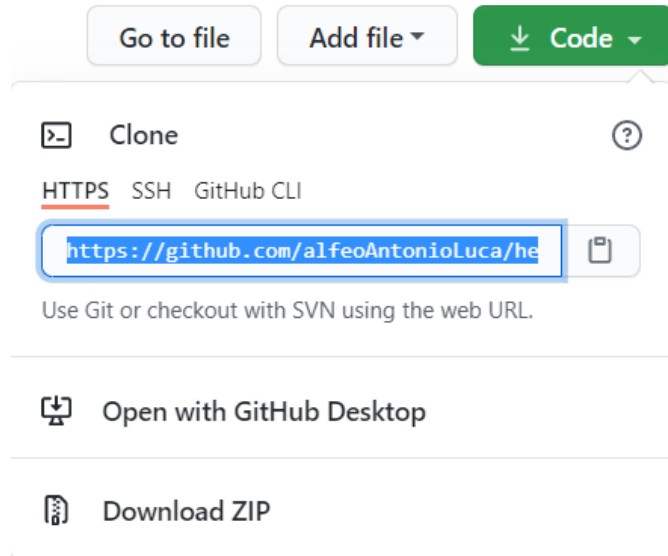 Go to file Add file Code
Clone
HTTPS SSH GitHub CLI
https://github.com/alfeoAntonioLuca/he
Use Git or checkout with SVN using the web URL.
Open with GitHub Desktop
Download ZIP